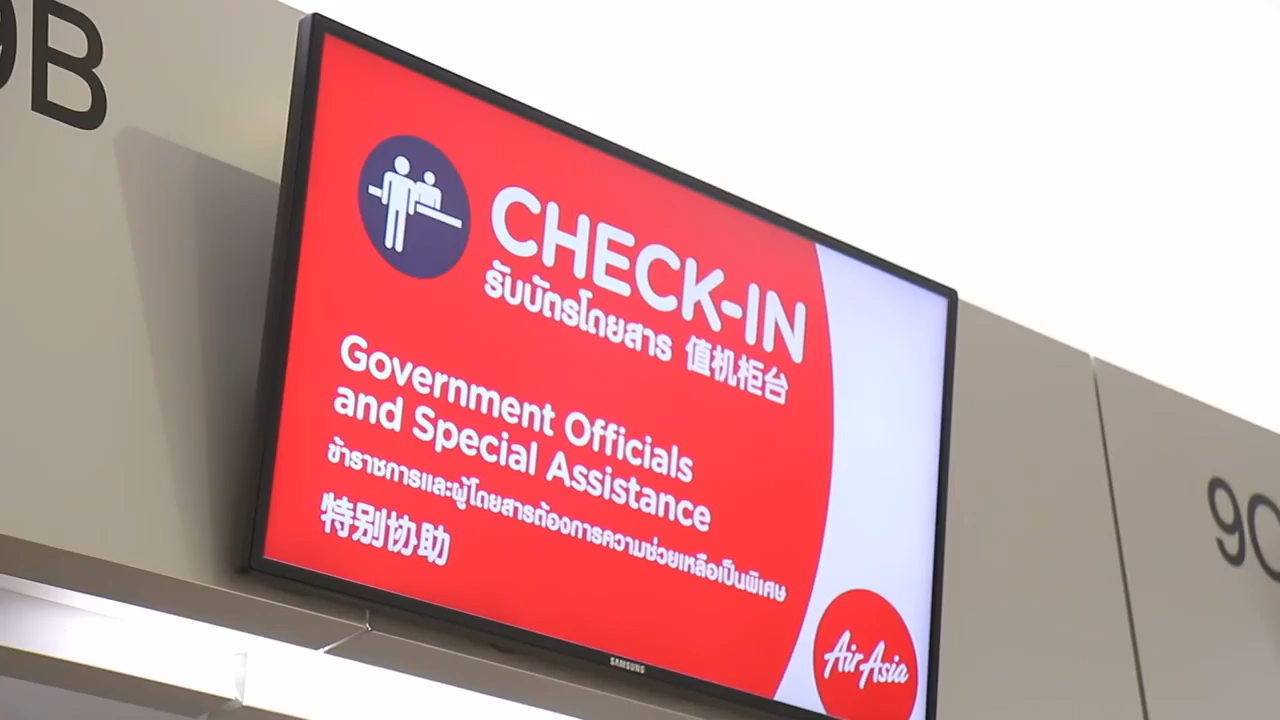 9B
CHECK-IN
รับบัตรโดยสาร 值机柜台
Government Officials
and Special Assistance
ข้าราชการและผู้โดยสารต้องการความช่วยเหลือเป็นพิเศษ
特别协助
AirAsia
SAMSUNG
9C